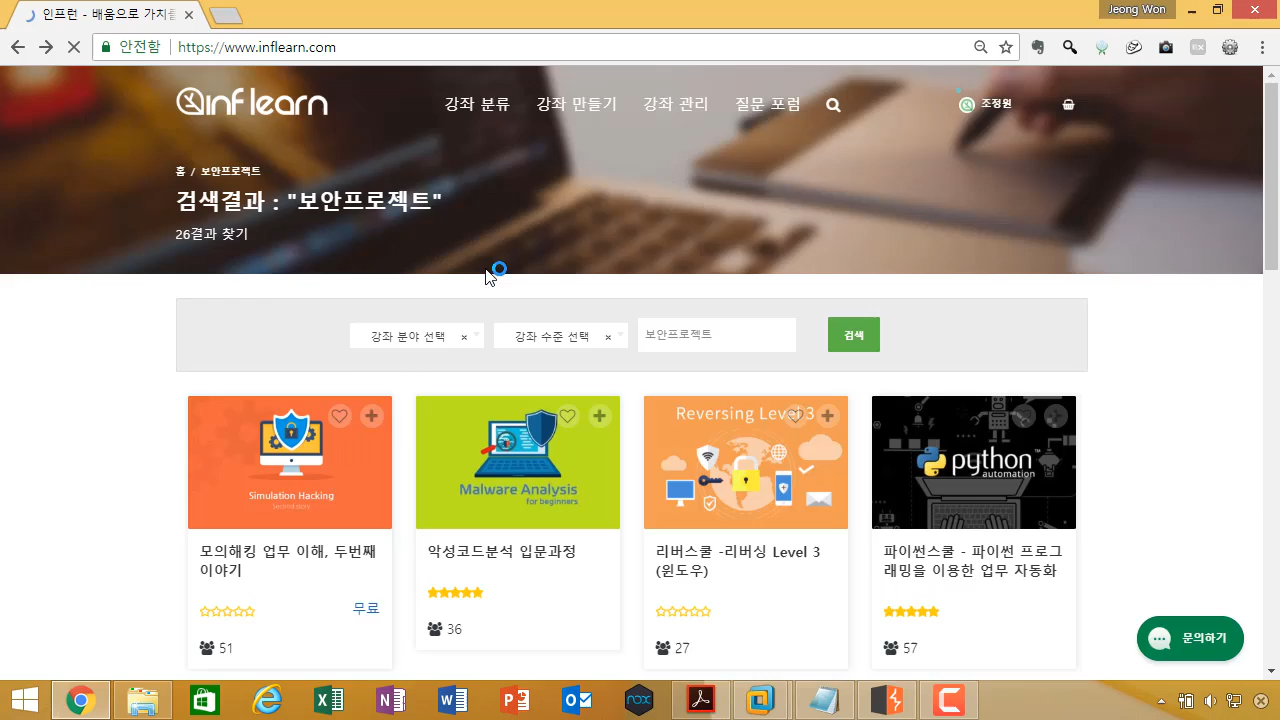 인프런 - 배움으로 가치를
Jeong Won
안전함
https://www.inflearn.com
inflearn
강좌 분류
강좌 만들기
강좌 관리
질문 포럼
조정원
홈 / 보안프로젝트
검색결과 : "보안프로젝트"
26결과 찾기
강좌 분야 선택 ×
강좌 수준 선택 ×
보안프로젝트
검색
Simulation Hacking
Malware Analysis
for beginners
Reversing Level 3
python
automation
모의해킹 업무 이해, 두번째
이야기
무료
51
악성코드분석 입문과정
36
리버스쿨 -리버싱 Level 3
(윈도우)
27
파이썬스쿨 - 파이썬 프로그
래밍을 이용한 업무 자동화
57
문의하기
nox